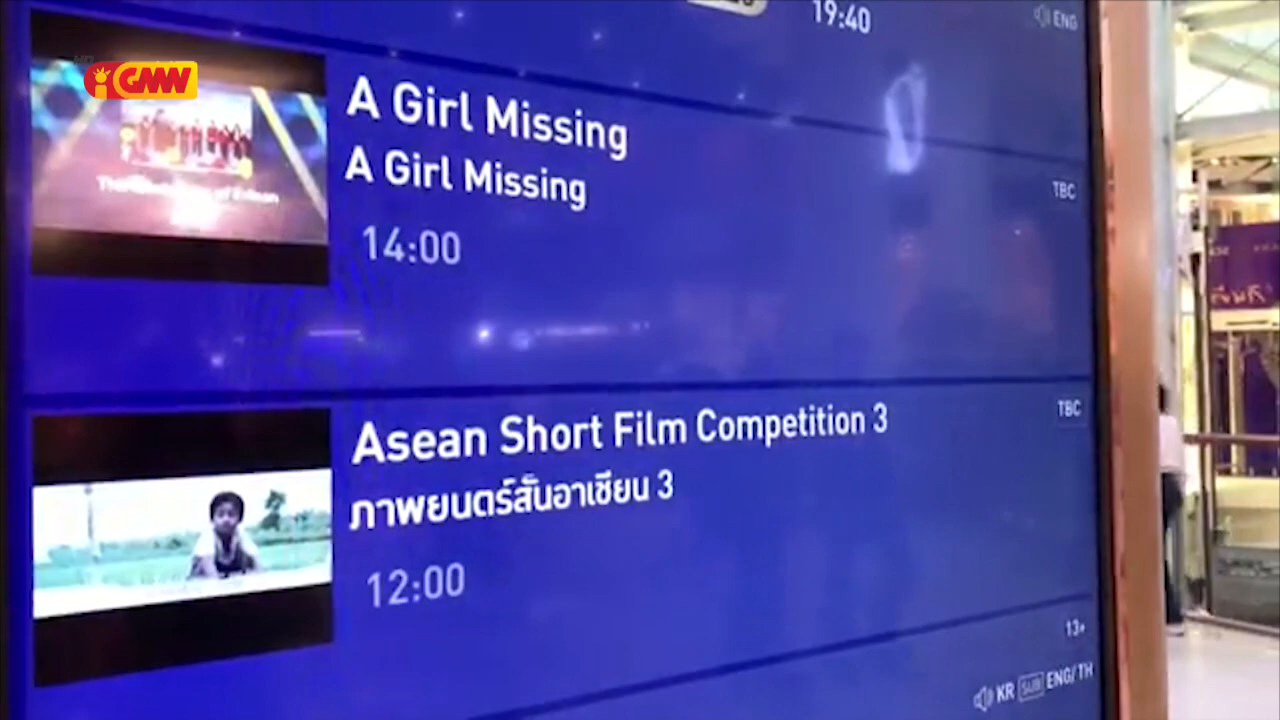 GMW
19:40
ENG
A Girl Missing
A Girl Missing
TBC
14:00
Asean Short Film Competition 3
TBC
ภาพยนตร์สั้นอาเซียน 3
12:00
13+
KR SUB ENG/TH